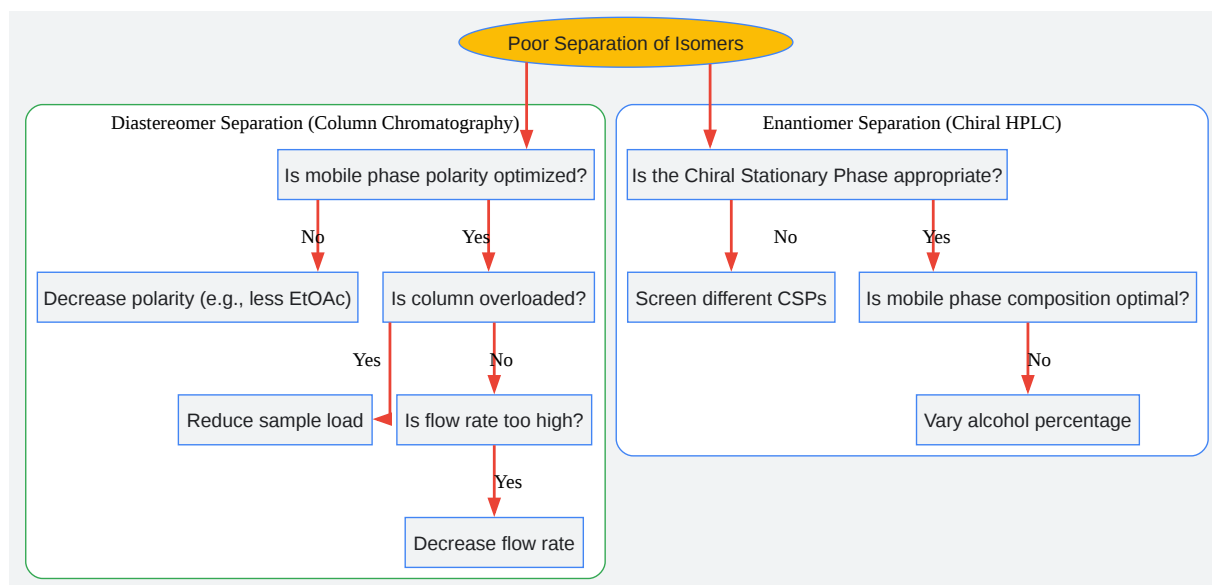 Poor Separation of Isomers
Diastereomer Separation (Column Chromatography)
Is mobile phase polarity optimized?
No
Yes
Decrease polarity (e.g., less EtOAc)
Is column overloaded?
Yes
No
Reduce sample load
Is flow rate too high?
Yes
Decrease flow rate
Enantiomer Separation (Chiral HPLC)
Is the Chiral Stationary Phase appropriate?
No
Yes
Screen different CSPs
Is mobile phase composition optimal?
No
Vary alcohol percentage